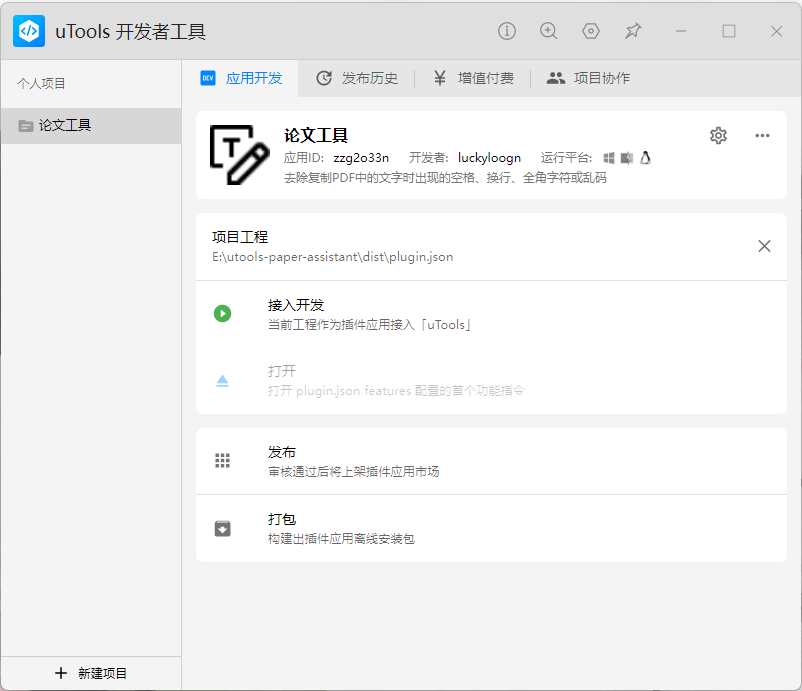 uTools 开发者工具
个人项目
论文工具
DEV 应用开发
发布历史
增值付费
项目协作
论文工具
应用ID: zzg2o33n 开发者: luckyloogn 运行平台:
去除复制PDF中的文字时出现的空格、换行、全角字符或乱码
项目工程
E:\utools-paper-assistant\dist\plugin.json
接入开发
当前工程作为插件应用接入「uTools」
打开
打开 plugin.json features 配置的首个功能指令
发布
审核通过后将上架插件应用市场
打包
构建出插件应用离线安装包
新建项目